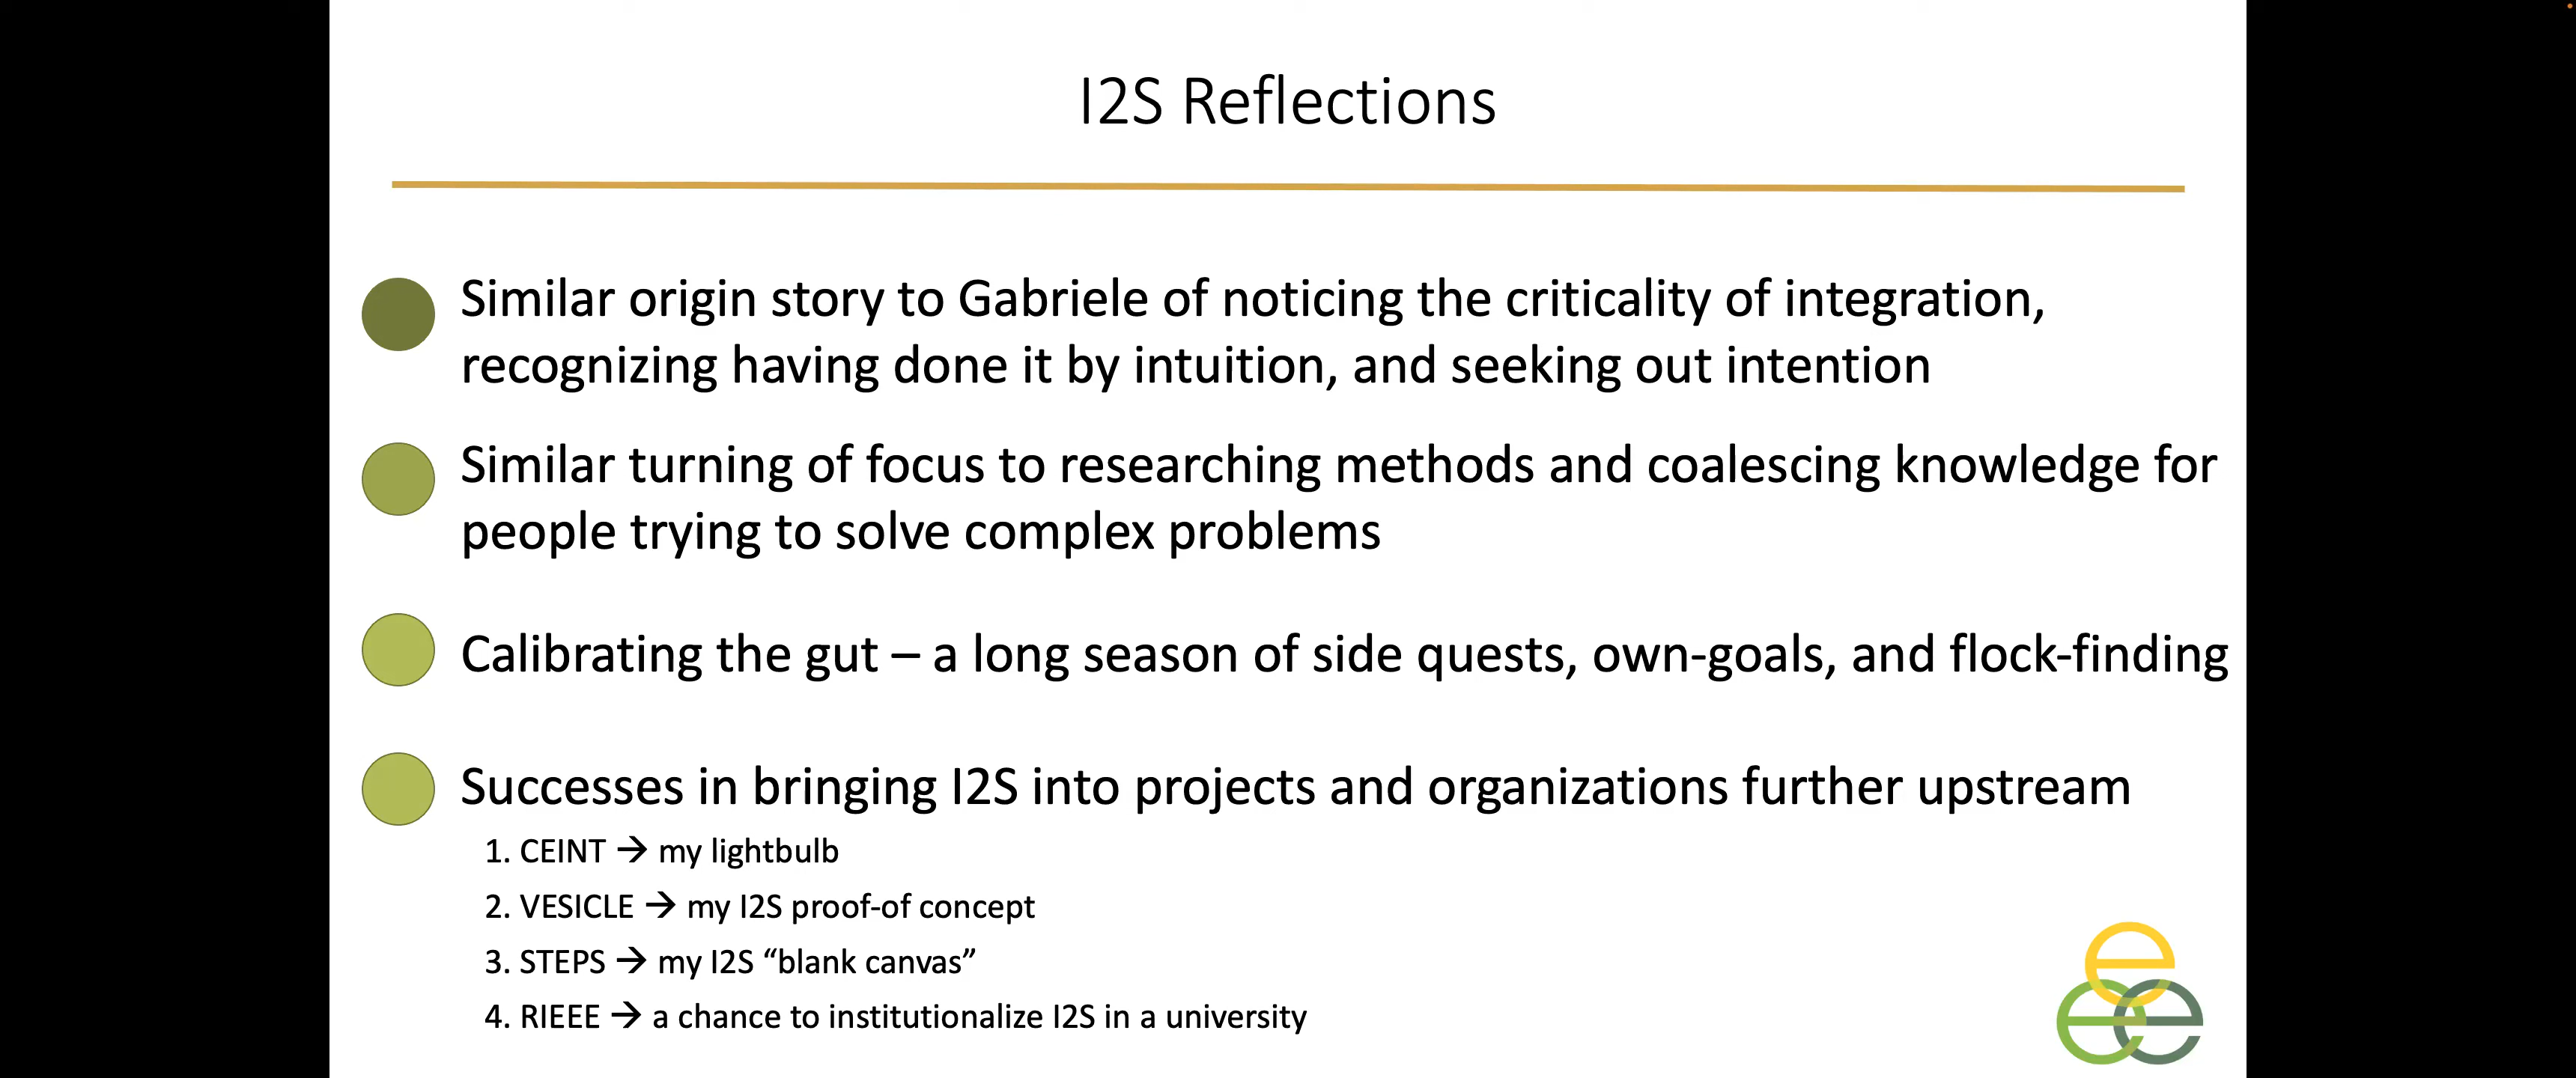 I2S Reflections
Similar origin story to Gabriele of noticing the criticality of integration,
recognizing having done it by intuition, and seeking out intention
Similar turning of focus to researching methods and coalescing knowledge for
people trying to solve complex problems
Calibrating the gut – a long season of side quests, own-goals, and flock-finding
Successes in bringing I2S into projects and organizations further upstream
1. CEINT → my lightbulb
2. VESICLE → my I2S proof-of concept
3. STEPS → my I2S “blank canvas”
4. RIEEE → a chance to institutionalize I2S in a university
e
e e